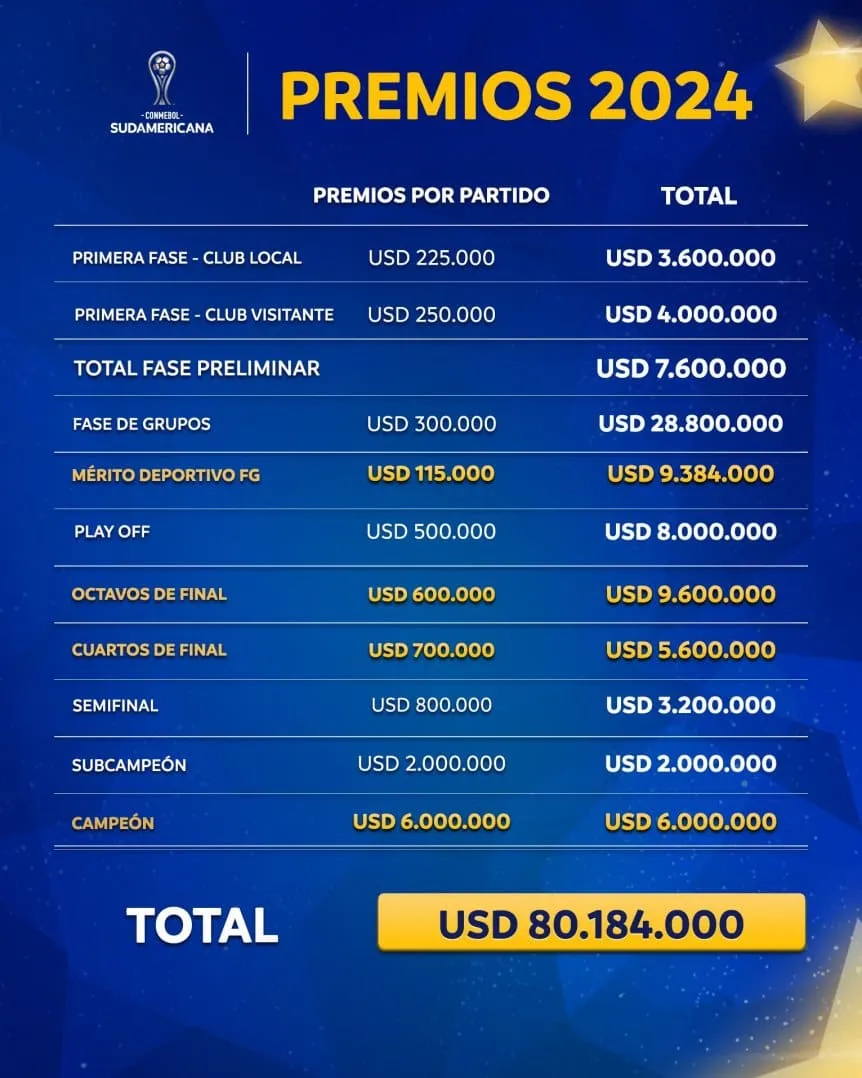 - CONMEBOL -
SUDAMERICANA
PREMIOS 2024
PREMIOS POR PARTIDO TOTAL
PRIMERA FASE - CLUB LOCAL USD 225.000 USD 3.600.000
PRIMERA FASE - CLUB VISITANTE USD 250.000 USD 4.000.000
TOTAL FASE PRELIMINAR USD 7.600.000
FASE DE GRUPOS USD 300.000 USD 28.800.000
MÉRITO DEPORTIVO FG USD 115.000 USD 9.384.000
PLAY OFF USD 500.000 USD 8.000.000
OCTAVOS DE FINAL USD 600.000 USD 9.600.000
CUARTOS DE FINAL USD 700.000 USD 5.600.000
SEMIFINAL USD 800.000 USD 3.200.000
SUBCAMPEÓN USD 2.000.000 USD 2.000.000
CAMPEÓN USD 6.000.000 USD 6.000.000
TOTAL USD 80.184.000